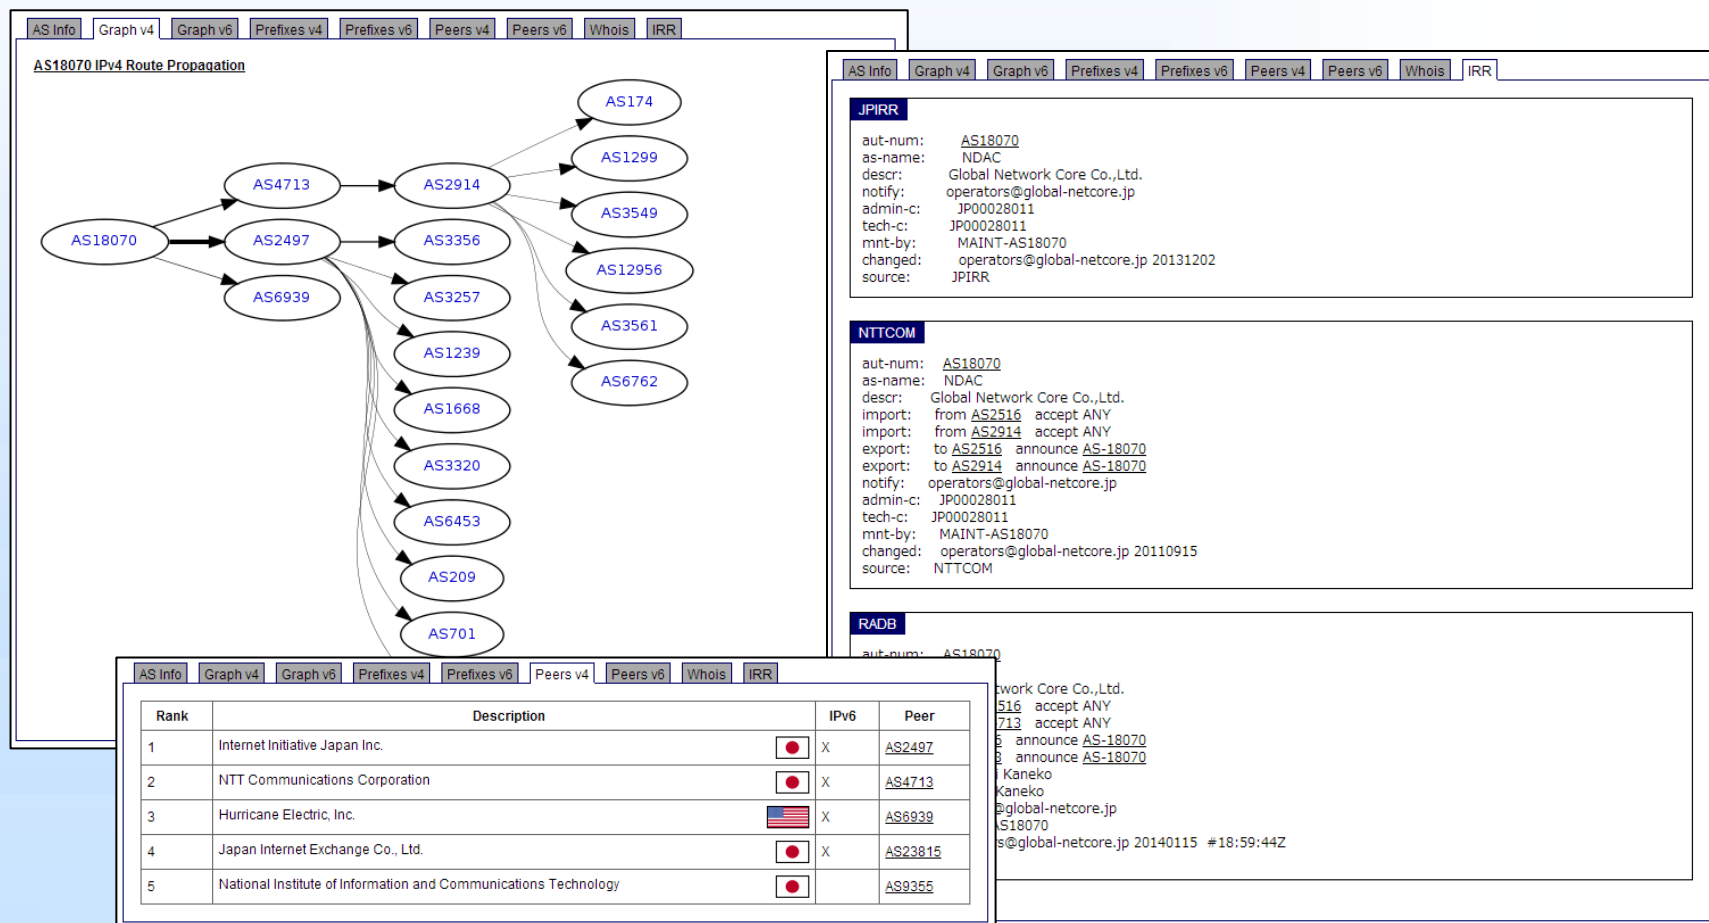 AS Info Graph v4 Graph v6 Prefixes v4 Prefixes v6 Peers v4 Peers v6 Whois IRR
AS18070 IPv4 Route Propagation
AS18070
AS4713
AS2497
AS6939
AS2914
AS3356
AS3257
AS1239
AS1668
AS3320
AS6453
AS209
AS701
AS174
AS1299
AS3549
AS12956
AS3561
AS6762
AS Info Graph v4 Graph v6 Prefixes v4 Prefixes v6 Peers v4 Peers v6 Whois IRR
JPIRR
aut-num: AS18070
as-name: NDAC
descr: Global Network Core Co.,Ltd.
notify: operators@global-netcore.jp
admin-c: JP00028011
tech-c: JP00028011
mnt-by: MAINT-AS18070
changed: operators@global-netcore.jp 20131202
source: JPIRR
NTTCOM
aut-num: AS18070
as-name: NDAC
descr: Global Network Core Co.,Ltd.
import: from AS2516 accept ANY
import: from AS2914 accept ANY
export: to AS2516 announce AS-18070
export: to AS2914 announce AS-18070
notify: operators@global-netcore.jp
admin-c: JP00028011
tech-c: JP00028011
mnt-by: MAINT-AS18070
changed: operators@global-netcore.jp 20110915
source: NTTCOM
RADB
aut-num: AS18070
Core Co.,Ltd.
516 accept ANY
713 accept ANY
announce AS-18070
announce AS-18070
Kaneko
Kaneko
@global-netcore.jp
AS18070
@global-netcore.jp 20140115 #18:59:44Z
AS Info Graph v4 Graph v6 Prefixes v4 Prefixes v6 Peers v4 Peers v6 Whois IRR
Rank Description IPv6 Peer
1 Internet Initiative Japan Inc. X AS2497
2 NTT Communications Corporation X AS4713
3 Hurricane Electric, Inc. X AS6939
4 Japan Internet Exchange Co., Ltd. X AS23815
5 National Institute of Information and Communications Technology AS9355